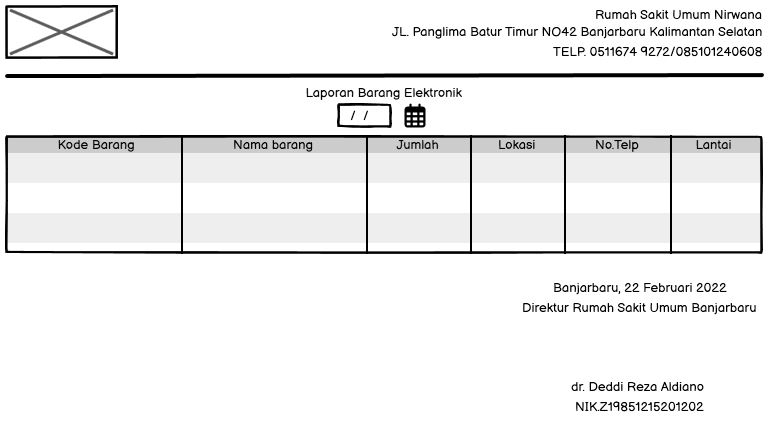 Rumah Sakit Umum Nirwana
JL. Panglima Batur Timur NO42 Banjarbaru Kalimantan Selatan
TELP. 0511674 9272/085101240608
Laporan Barang Elektronik
/ /
Kode Barang Nama barang Jumlah Lokasi No.Telp Lantai
Banjarbaru, 22 Februari 2022
Direktur Rumah Sakit Umum Banjarbaru
dr. Deddi Reza Aldiano
NIK.Z19851215201202